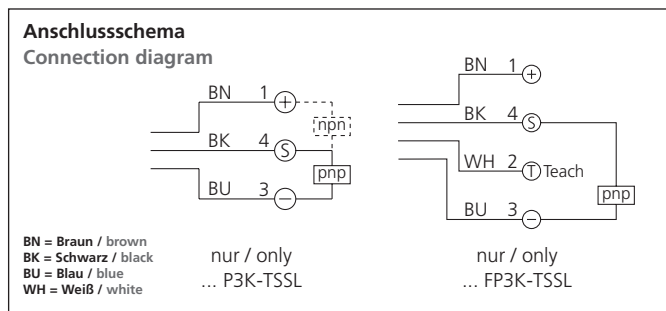 Anschlussschema
Connection diagram
BN 1 +
npn
BK 4 S
pnp
BU 3 −
nur / only
... P3K-TSSL
BN 1 +
BK 4 S
WH 2 T Teach
pnp
BU 3 −
nur / only
... FP3K-TSSL
BN = Braun / brown
BK = Schwarz / black
BU = Blau / blue
WH = Weiß / white